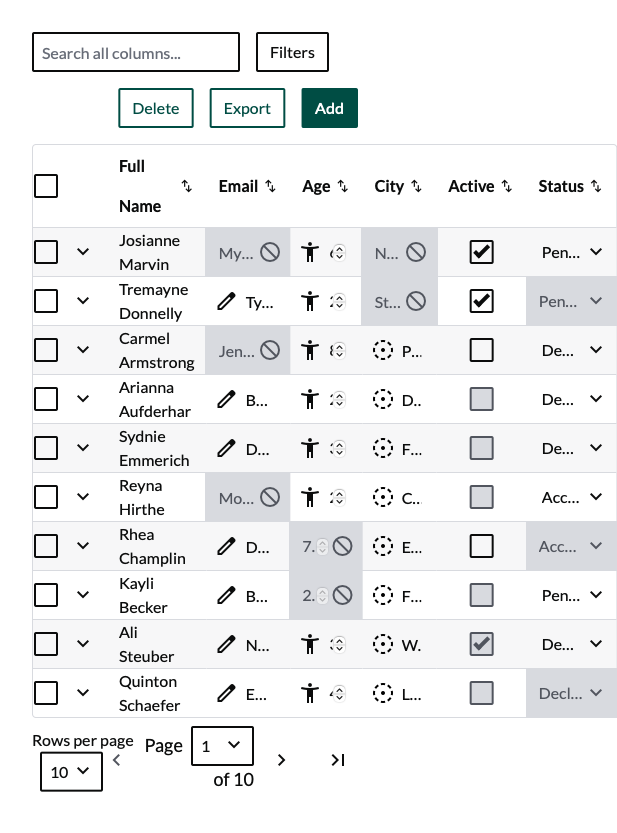 Search all columns...
Filters
Delete
Export
Add
Full
Name
Email
Age
City
Active
Status
Josianne
Marvin
My...
N...
Pen...
Tremayne
Donnelly
Ty...
St...
Pen...
Carmel
Armstrong
Jen...
P...
De...
Arianna
Aufderhar
B...
D...
De...
Sydnie
Emmerich
D...
F...
De...
Reyna
Hirthe
Mo...
C...
Acc...
Rhea
Champlin
D...
7.
E...
Acc...
Kayli
Becker
B...
2.
F...
Pen...
Ali
Steuber
N...
W.
De...
Quinton
Schaefer
E...
L...
Decl...
Rows per page
10
Page
1
of 10